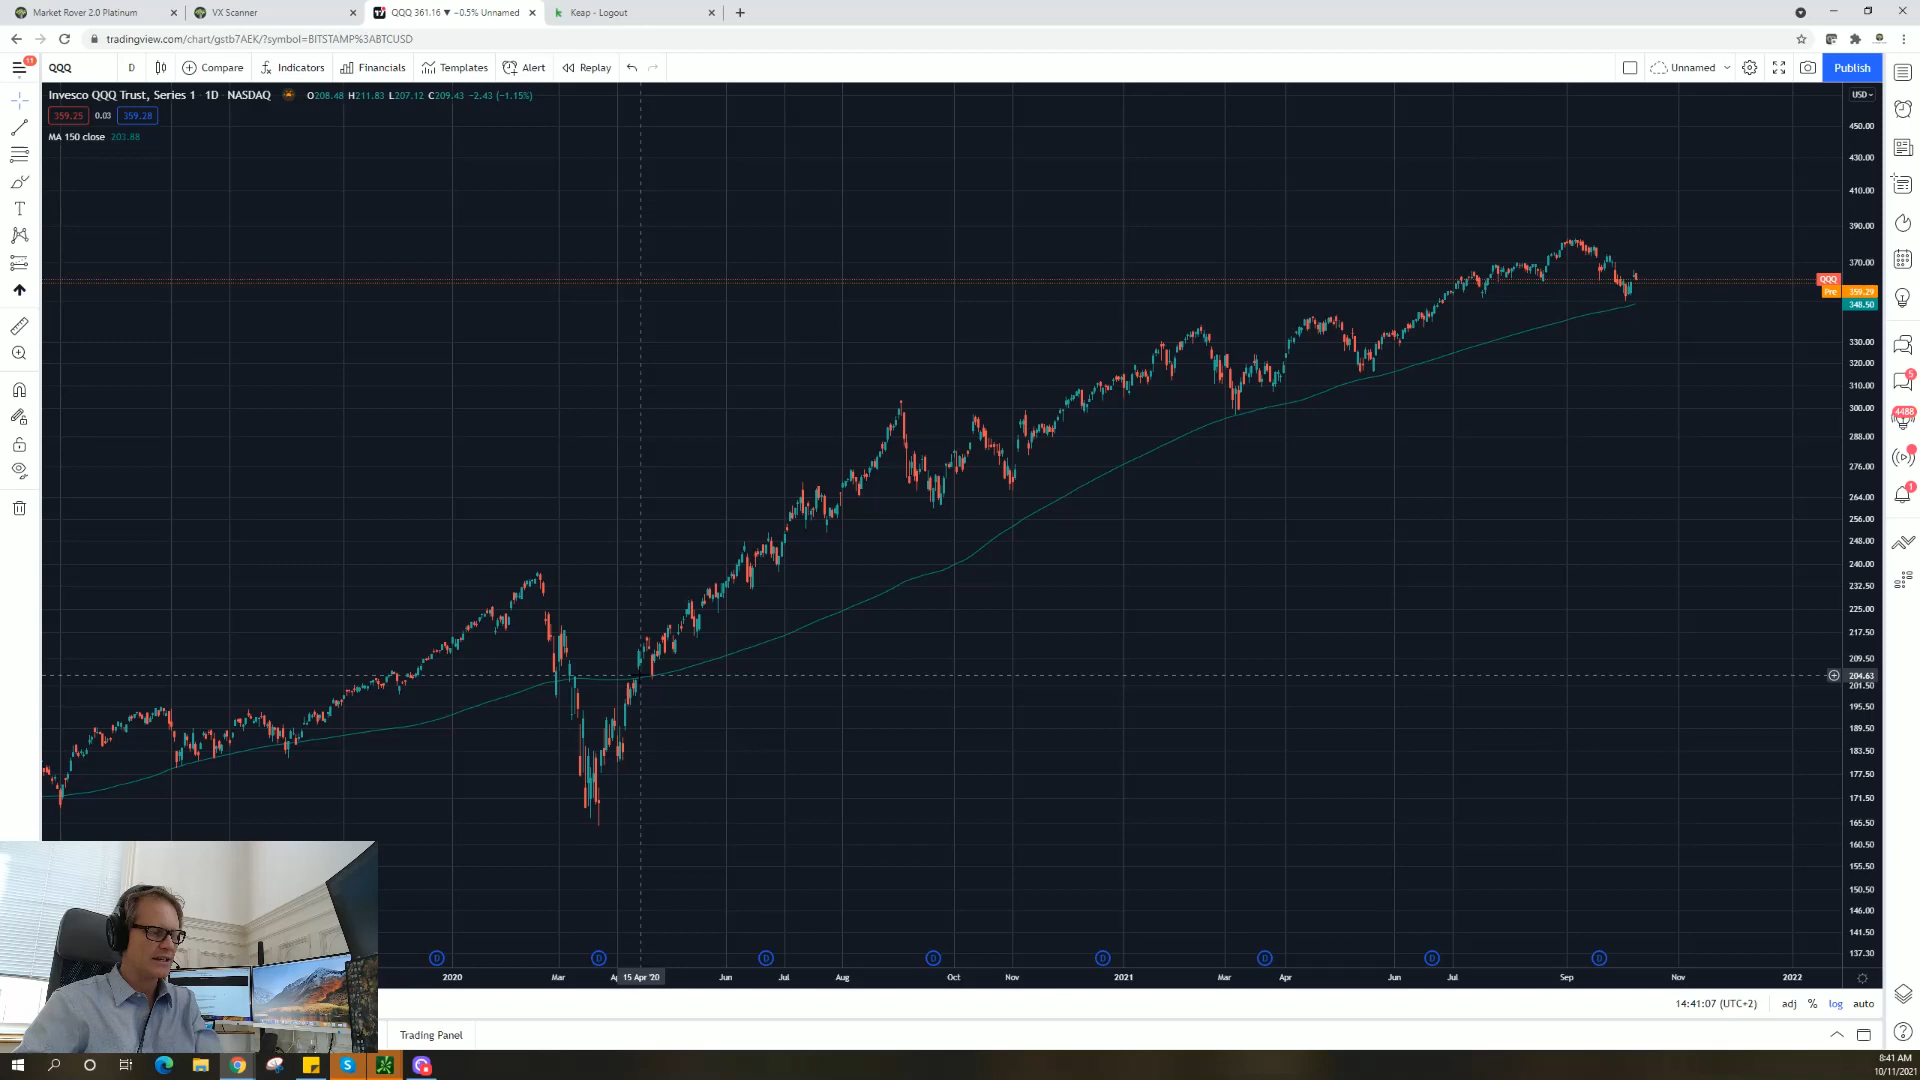 Market Rover 2.0 Platinum
VX Scanner
QQQ 361.16 ▼ −0.5% Unnamed
Keap - Logout
tradingview.com/chart/gstb7AEK/?symbol=BITSTAMP%3ABTCUSD
11
QQQ
D
Compare
Indicators
Financials
Templates
Alert
Replay
Unnamed
Publish
Invesco QQQ Trust, Series 1 · 1D · NASDAQ
O208.48 H211.83 L207.12 C209.43 −2.43 (−1.15%)
359.25 0.03 359.28
MA 150 close 203.88
USD
450.00
430.00
410.00
390.00
370.00
QQQ
Pre 359.29
348.50
330.00
320.00
310.00
300.00
288.00
276.00
264.00
256.00
248.00
240.00
232.50
225.00
217.50
209.50
204.63
201.50
195.50
189.50
183.50
177.50
171.50
165.50
160.50
155.50
150.50
146.00
141.50
137.30
5
4488
1
D D D D D D D D
2020 Mar 15 Apr '20 Jun Jul Aug Oct Nov 2021 Mar Apr Jun Jul Sep Nov 2022
14:41:07 (UTC+2)
adj % log auto
Trading Panel
8:41 AM
10/11/2021